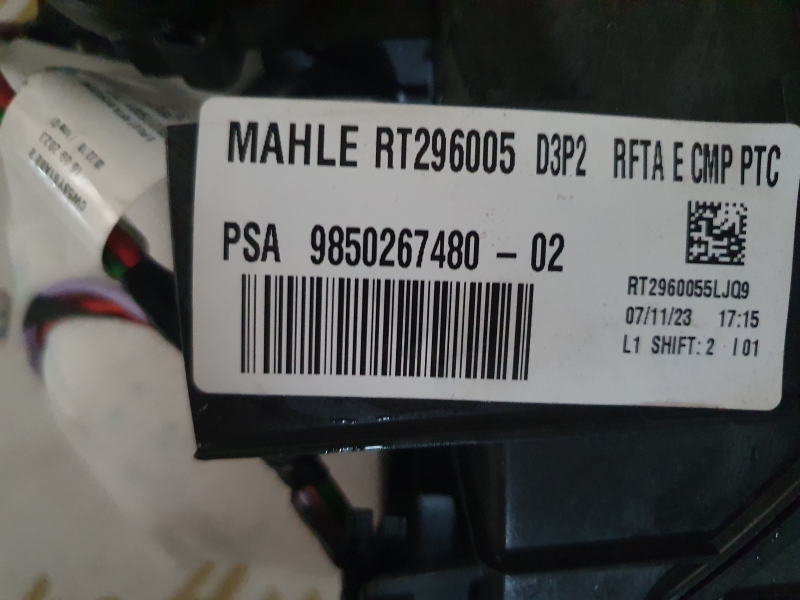 MAHLE RT296005 D3P2 RFTA E CMP PTC
PSA 9850267480 - 02
RT2960055LJQ9
07/11/23 17:15
L1 SHIFT: 2 I 01